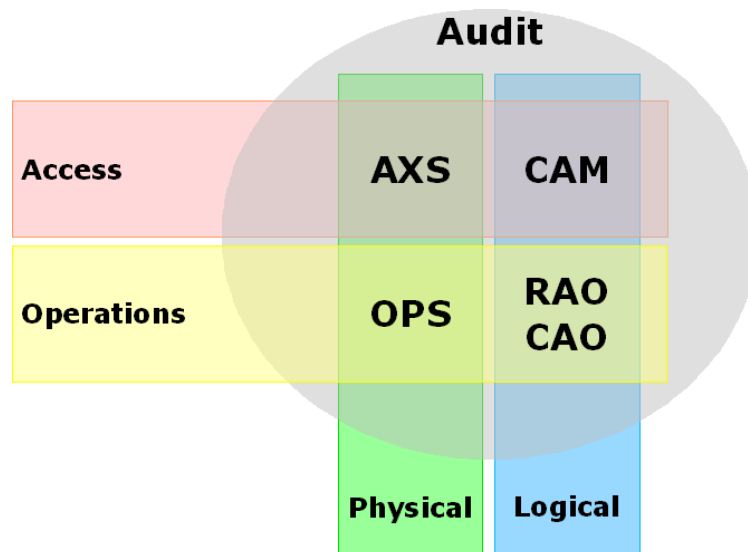 Audit
Access
AXS
CAM
Operations
OPS
RAO
CAO
Physical
Logical